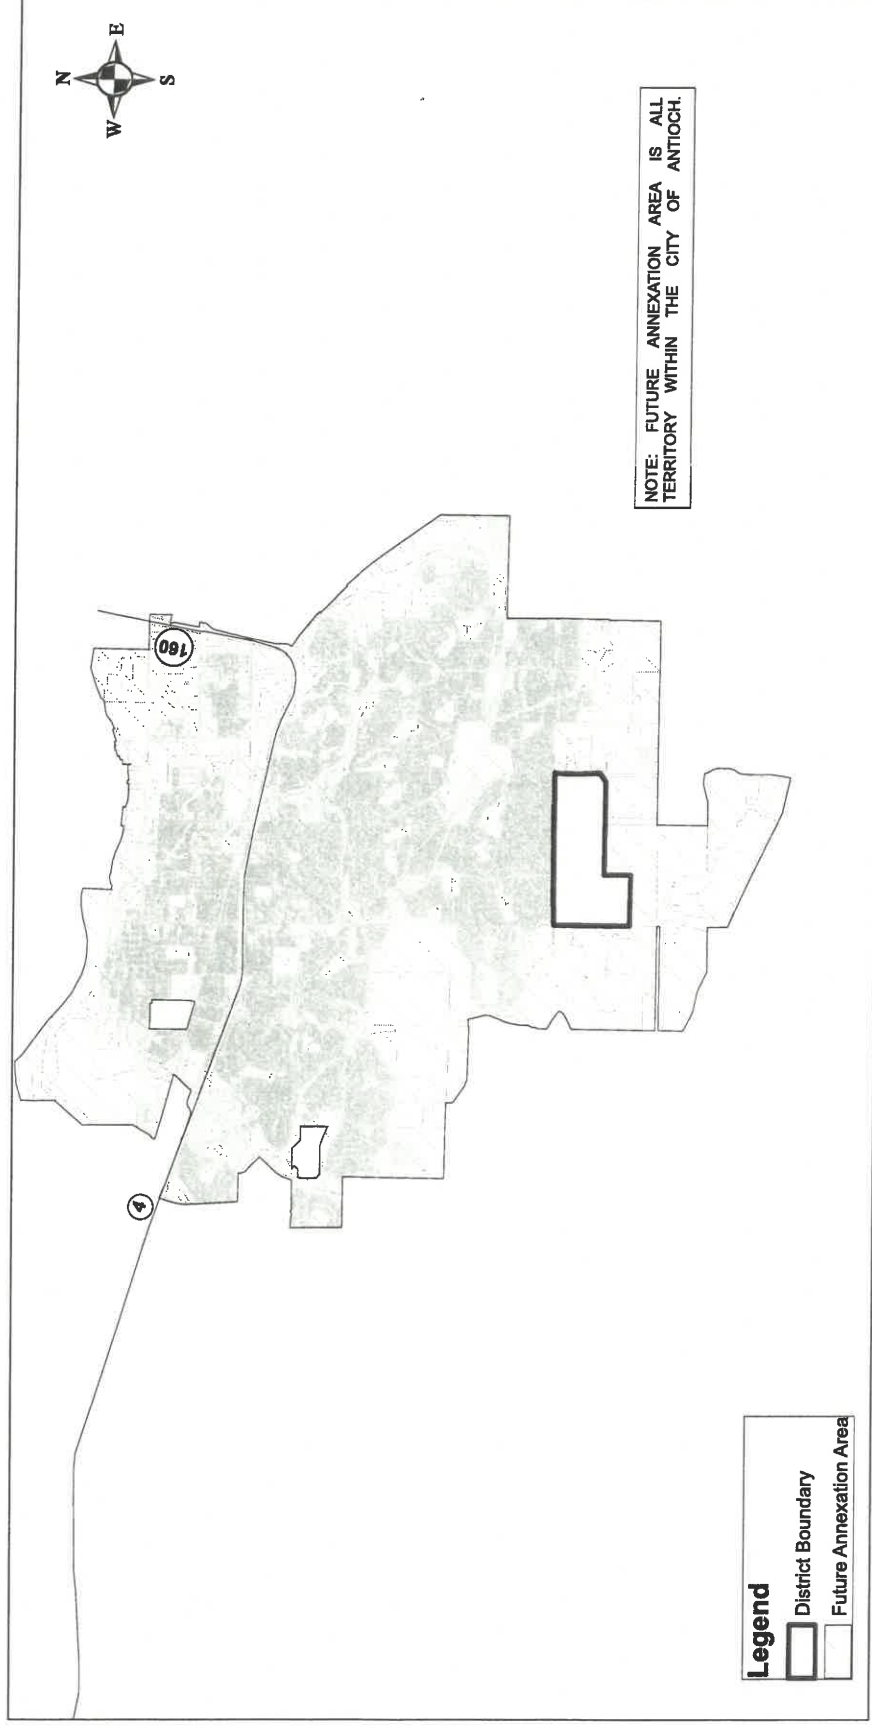 N
W
E
S
160
4
NOTE: FUTURE ANNEXATION AREA IS ALL
TERRITORY WITHIN THE CITY OF ANTIOCH.
Legend
District Boundary
Future Annexation Area